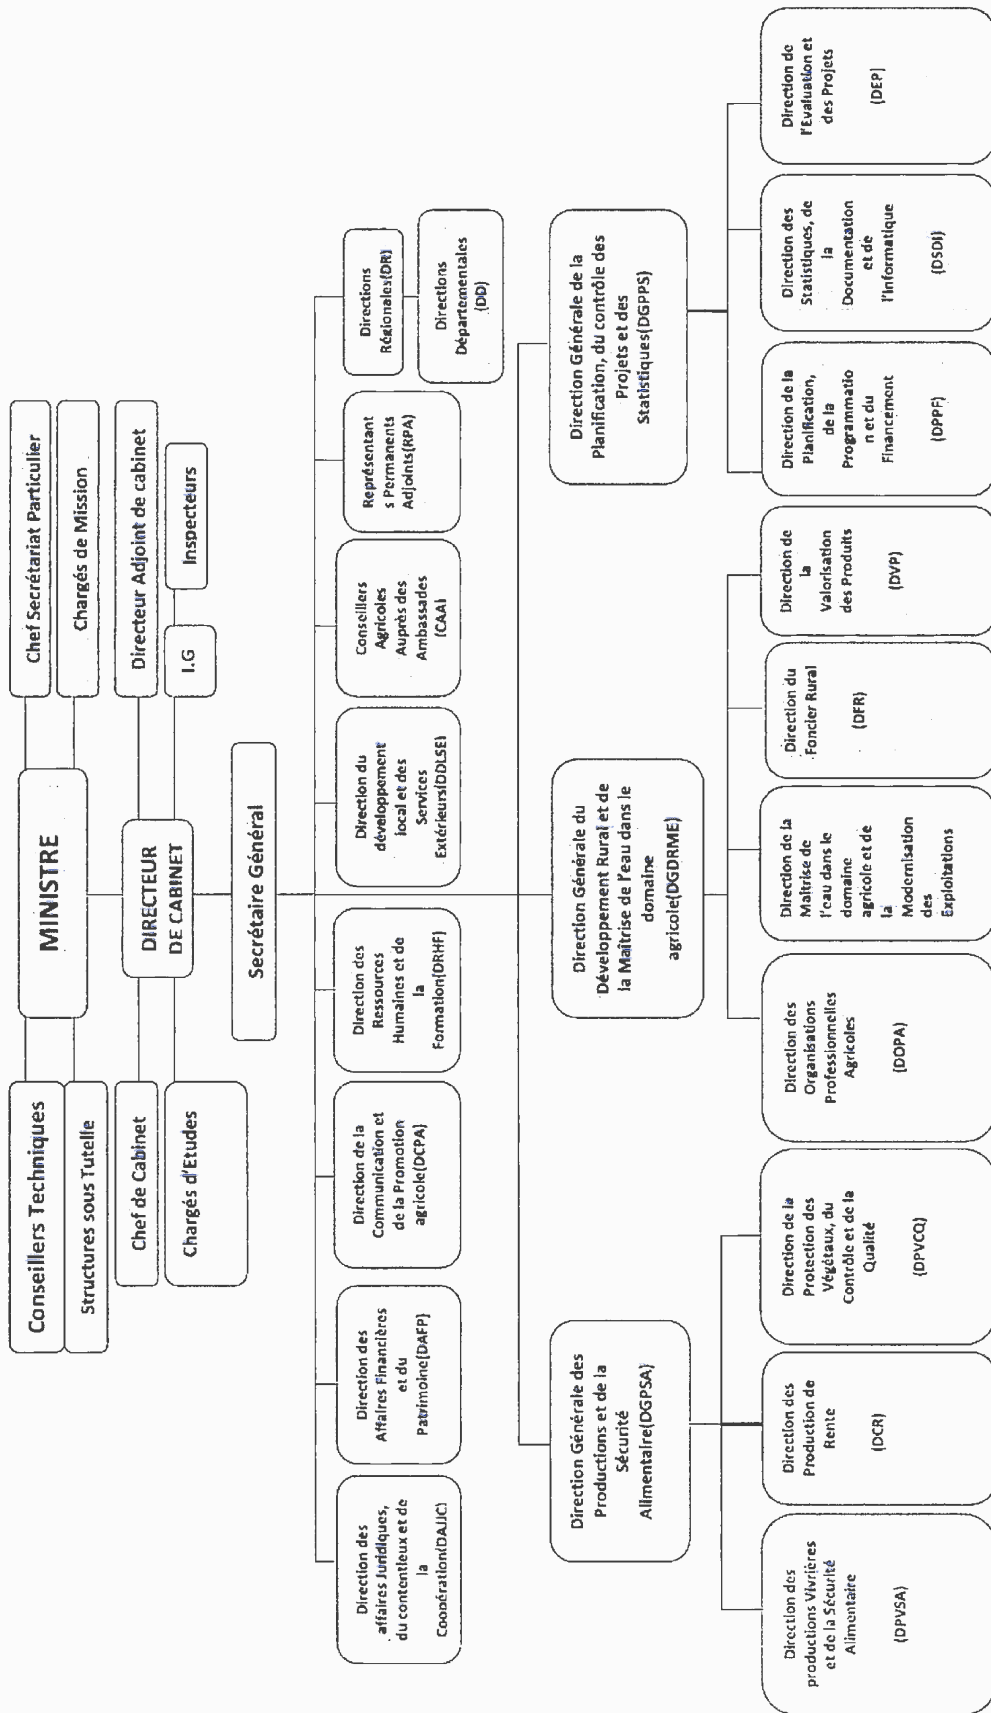 MINISTRE
Conseillers Techniques
Structures sous Tutelle
Chef Secrétariat Particulier
Chargés de Mission
DIRECTEUR
DE CABINET
Chef de Cabinet
Chargés d'Etudes
Directeur Adjoint de cabinet
I.G
Inspecteurs
Secrétaire Général
Direction des
affaires Juridiques,
du contentieux et de
la
Coopération(DAJJC)
Direction des
Affaires Financières
et du
Patrimoine(DAFP)
Direction de la
Communication et
de la Promotion
agricole(DCPA)
Direction des
Ressources
Humaines et de
la
Formation(DRHF)
Direction du
développement
local et des
Services
Extérieurs(DDLSE)
Conseillers
Agricoles
Auprès des
Ambassades
(CAA)
Représentant
s Permanents
Adjoints(RPA)
Directions
Régionales(DR)
Directions
Départementales
(DD)
Direction Générale des
Productions et de la
Sécurité
Alimentaire(DGPSA)
Direction Générale du
Développement Rural et de
la Maîtrise de l'eau dans le
domaine
agricole(DGDRME)
Direction Générale de la
Planification, du contrôle des
Projets et des
Statistiques(DGPPS)
Direction des
productions Vivrières
et de la Sécurité
Alimentaire
(DPVSA)
Direction des
Production de
Rente
(DCR)
Direction de la
Protection des
Végétaux, du
Contrôle et de la
Qualité
(DPVCQ)
Direction des
Organisations
Professionnelles
Agricoles
(DOPA)
Direction de la
Maîtrise de
l'eau dans le
domaine
agricole et de
la
Modernisation
des
Exploitations
Direction du
Foncier Rural
(DFR)
Direction de
la
Valorisation
des Produits
(DVP)
Direction de la
Planification,
de la
Programmatio
n et du
Financement
(DPPF)
Direction des
Statistiques, de
la
Documentation
et de
l'Informatique
(DSDI)
Direction de
l'Evaluation et
des Projets
(DEP)